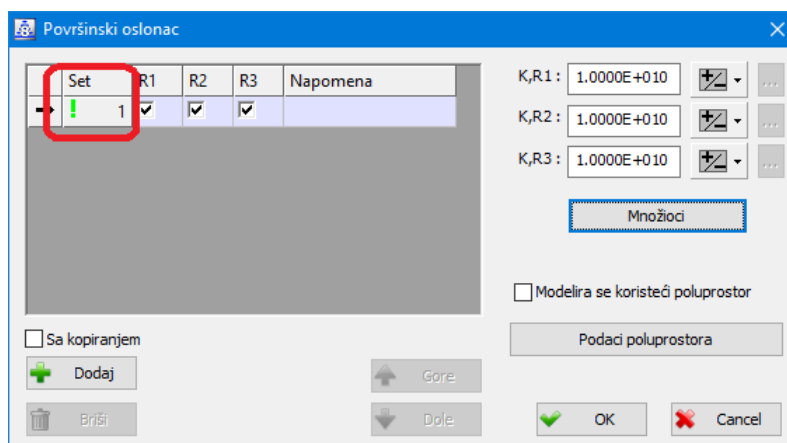 Površinski oslonac
Set R1 R2 R3 Napomena
1
K,R1 : 1.0000E+010
K,R2 : 1.0000E+010
K,R3 : 1.0000E+010
Množioci
Modelira se koristeći poluprostor
Podaci poluprostora
Sa kopiranjem
Dodaj
Gore
Briši
Dole
OK
Cancel